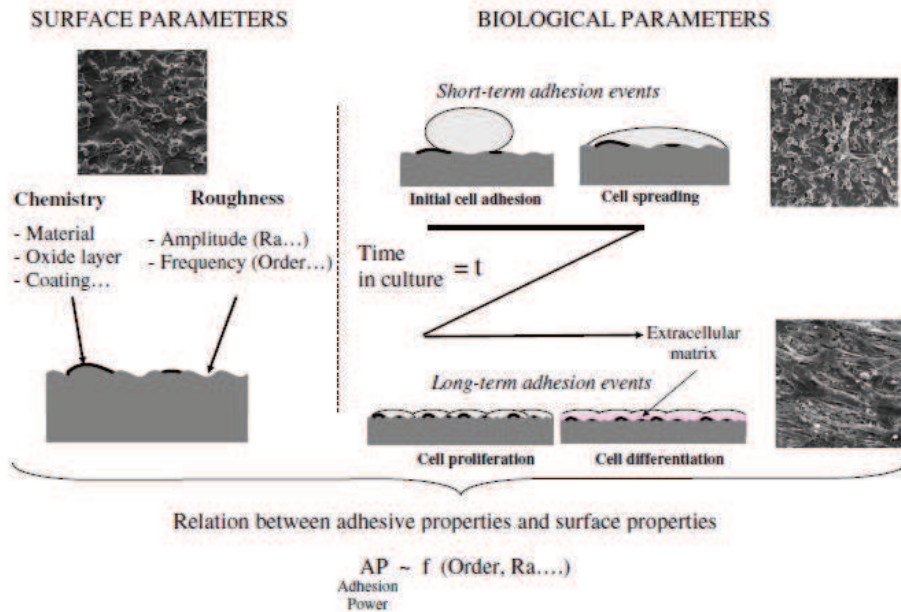 SURFACE PARAMETERS
BIOLOGICAL PARAMETERS
Short-term adhesion events
Initial cell adhesion
Cell spreading
Chemistry
- Material
- Oxide layer
- Coating…
Roughness
- Amplitude (Ra…)
- Frequency (Order…)
Time
in culture = t
Extracellular
matrix
Long-term adhesion events
Cell proliferation
Cell differentiation
Relation between adhesive properties and surface properties
AP ~ f (Order, Ra….)
Adhesion
Power